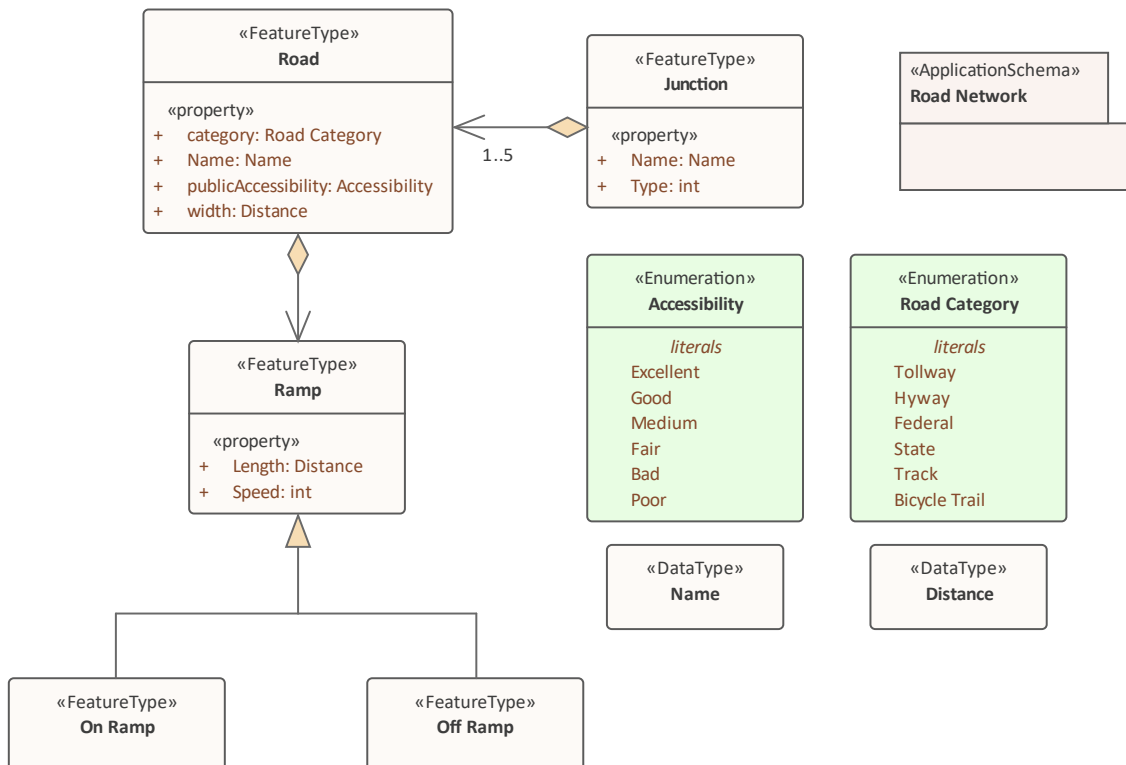 «FeatureType»
Road
«property»
+ category: Road Category
+ Name: Name
+ publicAccessibility: Accessibility
+ width: Distance
«FeatureType»
Junction
«property»
+ Name: Name
+ Type: int
1..5
«ApplicationSchema»
Road Network
«FeatureType»
Ramp
«property»
+ Length: Distance
+ Speed: int
«Enumeration»
Accessibility
literals
Excellent
Good
Medium
Fair
Bad
Poor
«Enumeration»
Road Category
literals
Tollway
Hyway
Federal
State
Track
Bicycle Trail
«DataType»
Name
«DataType»
Distance
«FeatureType»
On Ramp
«FeatureType»
Off Ramp